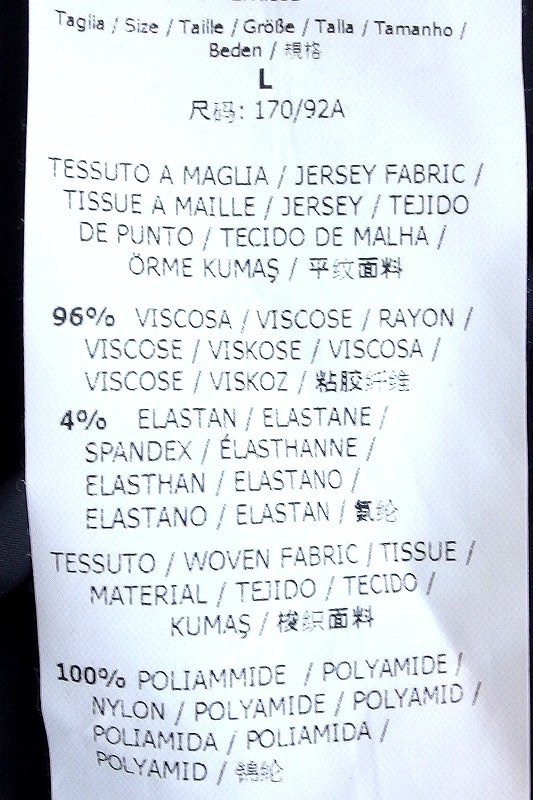 Taglia / Size / Taille / Größe / Talla / Tamanho /
Beden / 規格
L
尺码: 170/92A
TESSUTO A MAGLIA / JERSEY FABRIC /
TISSUE A MAILLE / JERSEY / TEJIDO
DE PUNTO / TECIDO DE MALHA /
ÖRME KUMAŞ / 平纹面料
96% VISCOSA / VISCOSE / RAYON /
VISCOSE / VISKOSE / VISCOSA /
VISCOSE / VISKOZ / 粘胶纤维
4% ELASTAN / ELASTANE /
SPANDEX / ÉLASTHANNE /
ELASTHAN / ELASTANO /
ELASTANO / ELASTAN / 氨纶
TESSUTO / WOVEN FABRIC / TISSUE /
MATERIAL / TEJIDO / TECIDO /
KUMAŞ / 梭织面料
100% POLIAMMIDE / POLYAMIDE /
NYLON / POLYAMIDE / POLYAMID /
POLIAMIDA / POLIAMIDA /
POLYAMID / 锦纶